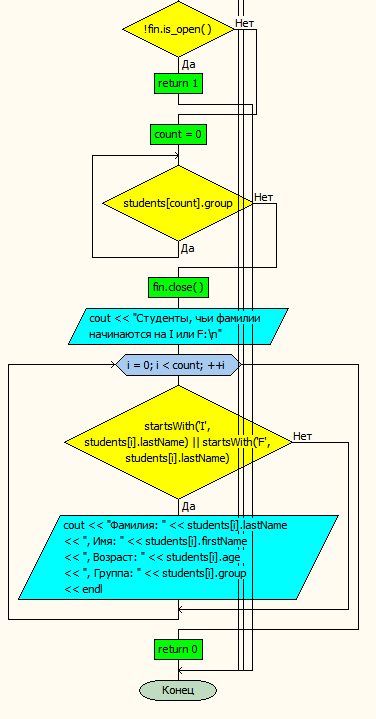 !fin.is_open()
Нет
Да
return 1
count = 0
students[count].group
Нет
Да
fin.close()
cout << "Студенты, чьи фамилии
начинаются на I или F:\n"
i = 0; i < count; ++i
startsWith('I',
students[i].lastName) || startsWith('F',
students[i].lastName)
Нет
Да
cout << "Фамилия: " << students[i].lastName
<< ", Имя: " << students[i].firstName
<< ", Возраст: " << students[i].age
<< ", Группа: " << students[i].group
<< endl
return 0
Конец